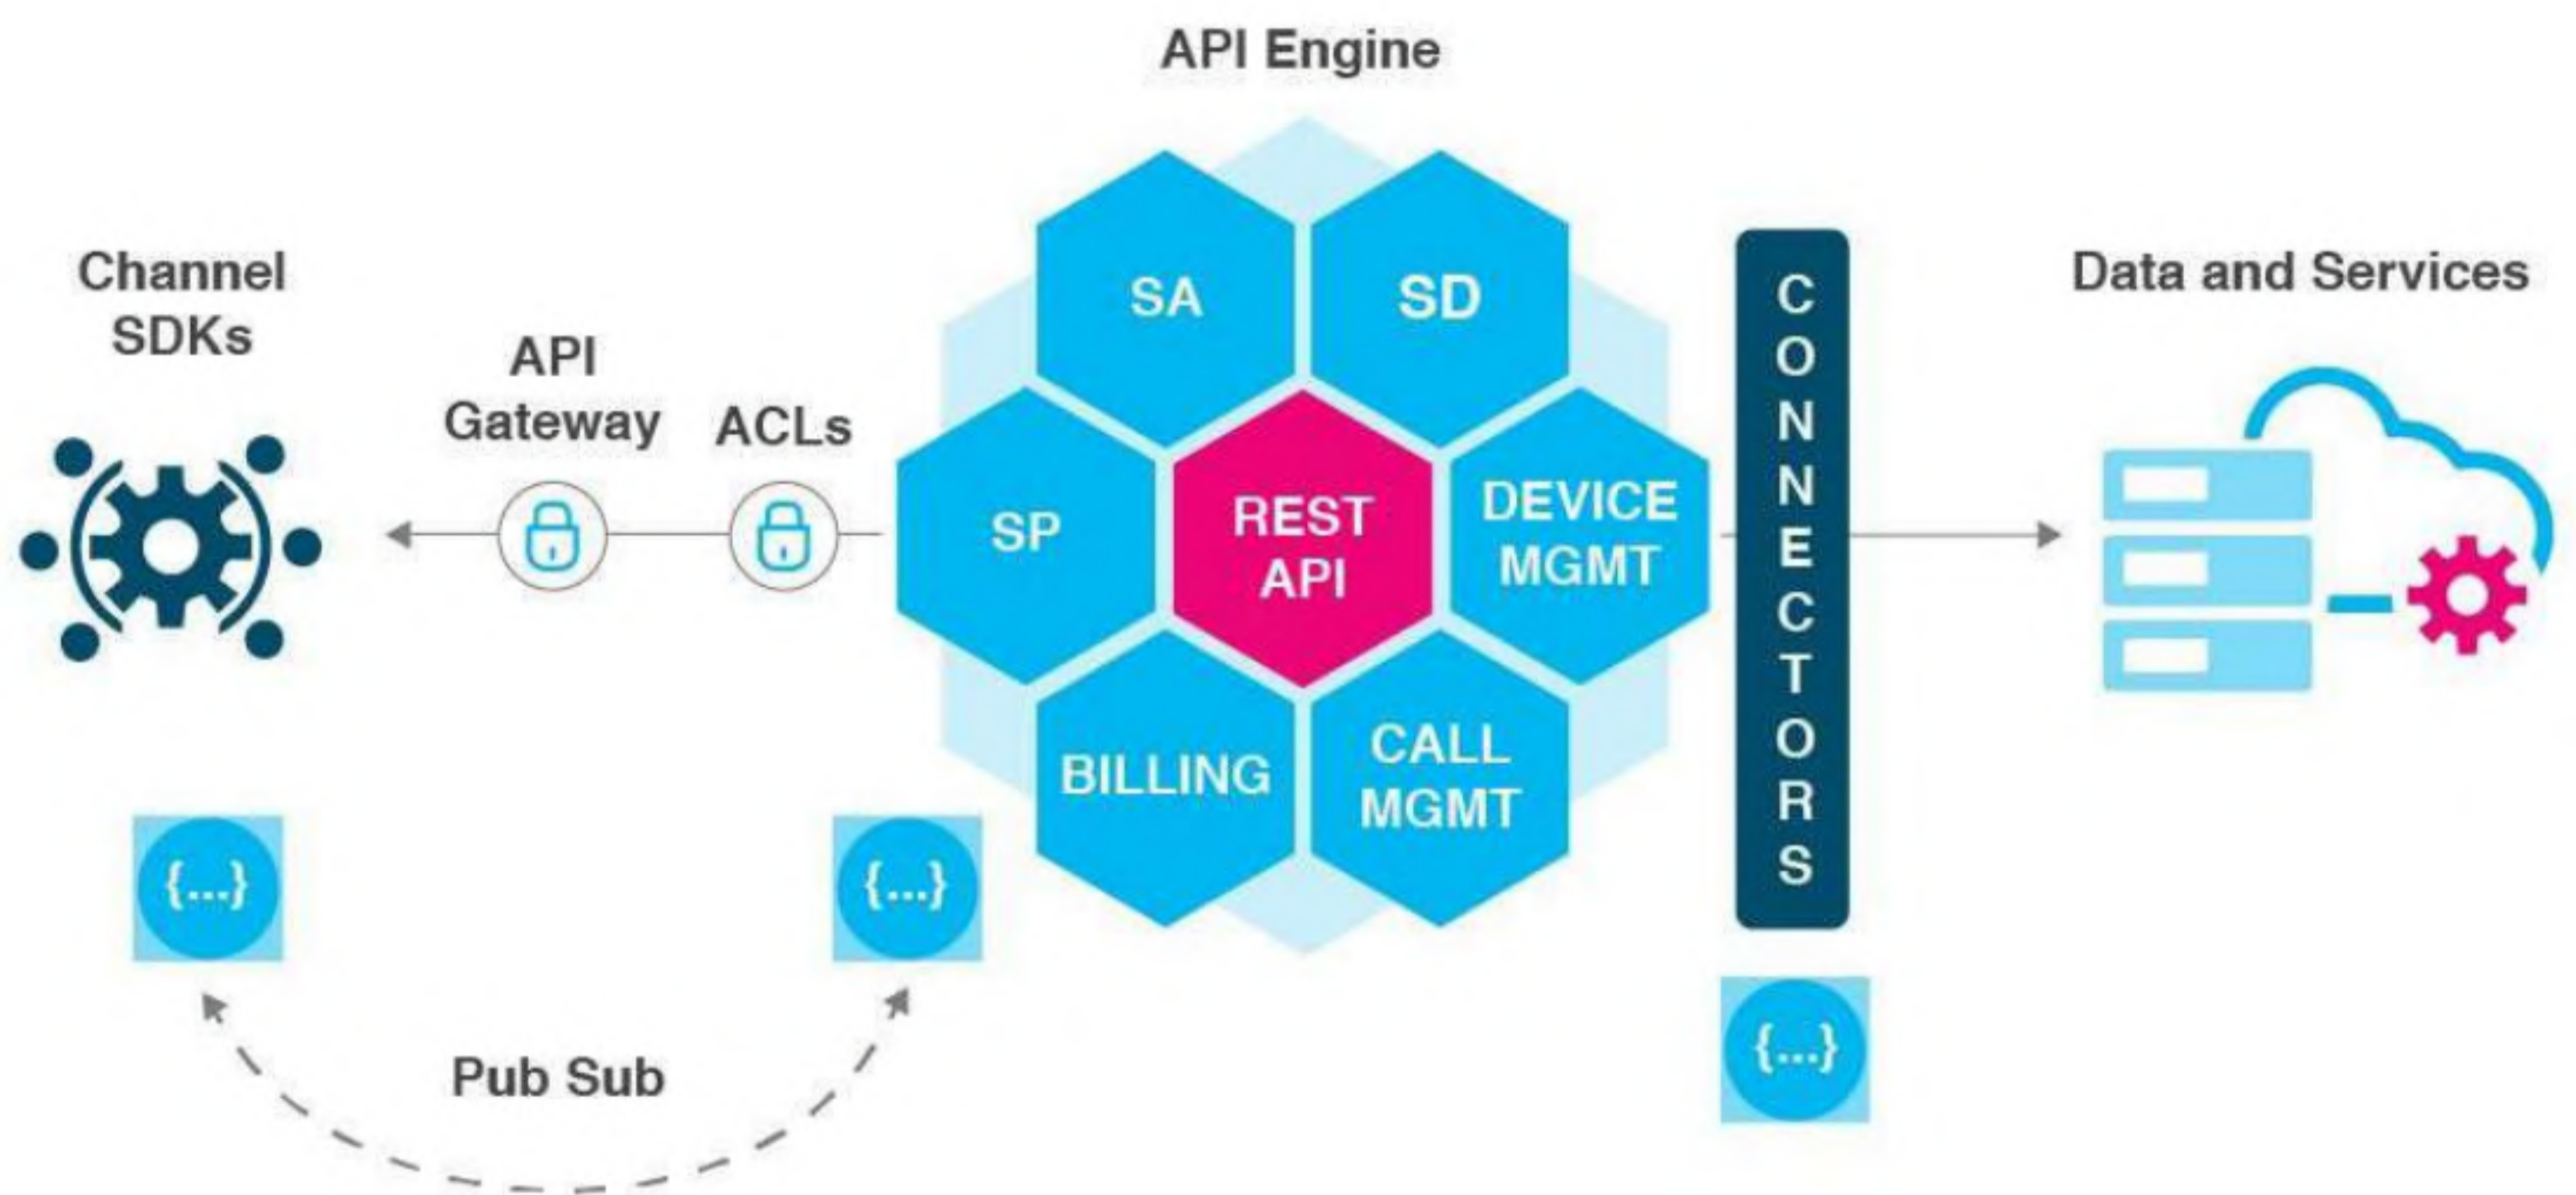 API Engine
Channel
SDKs
API
Gateway
ACLs
SA
SD
SP
REST
API
DEVICE
MGMT
BILLING
CALL
MGMT
CONNECTORS
Data and Services
{...}
{...}
{...}
Pub Sub